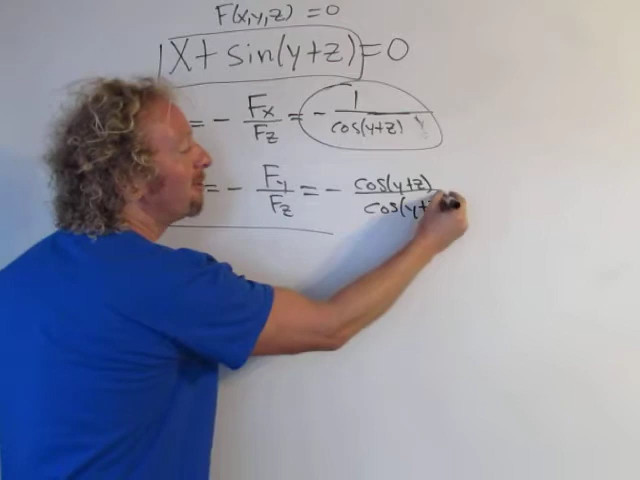 F(x,y,z) = 0
x + sin(y+z) = 0
= - Fx/Fz = - 1/cos(y+z)
= - Fy/Fz = - cos(y+z)/cos(y+